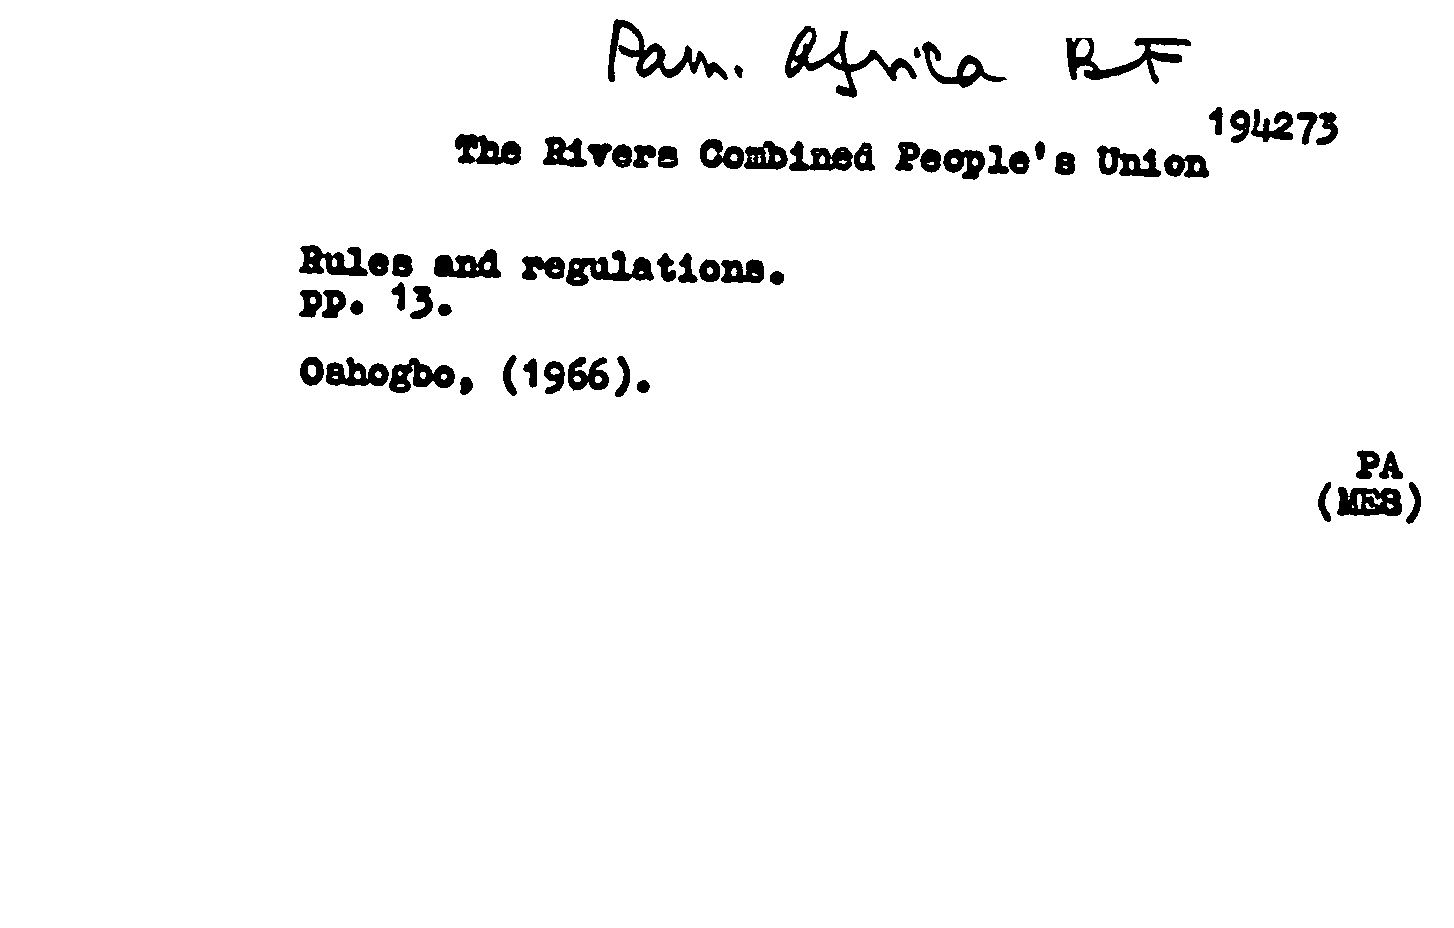 Pam. Africa BF
194273
The Rivers Combined People's Union
Rules and regulations.
pp. 13.
Oshogbo, (1966).
PA
(MES)